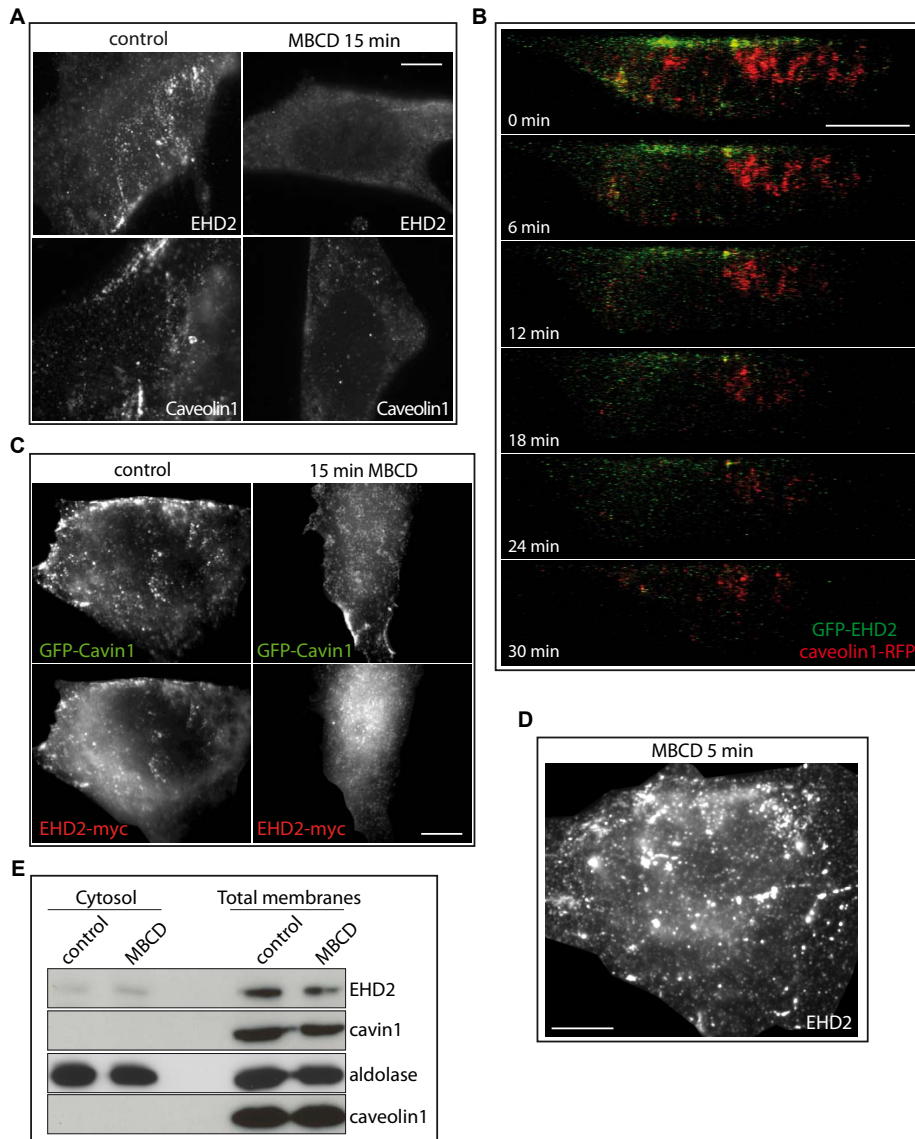 A
control
MBCD 15 min
EHD2
EHD2
Caveolin1
Caveolin1
B
0 min
6 min
12 min
18 min
24 min
30 min
GFP-EHD2
caveolin1-RFP
C
control
15 min MBCD
GFP-Cavin1
GFP-Cavin1
EHD2-myc
EHD2-myc
D
MBCD 5 min
EHD2
E
Cytosol
Total membranes
control
MBCD
control
MBCD
EHD2
cavin1
aldolase
caveolin1